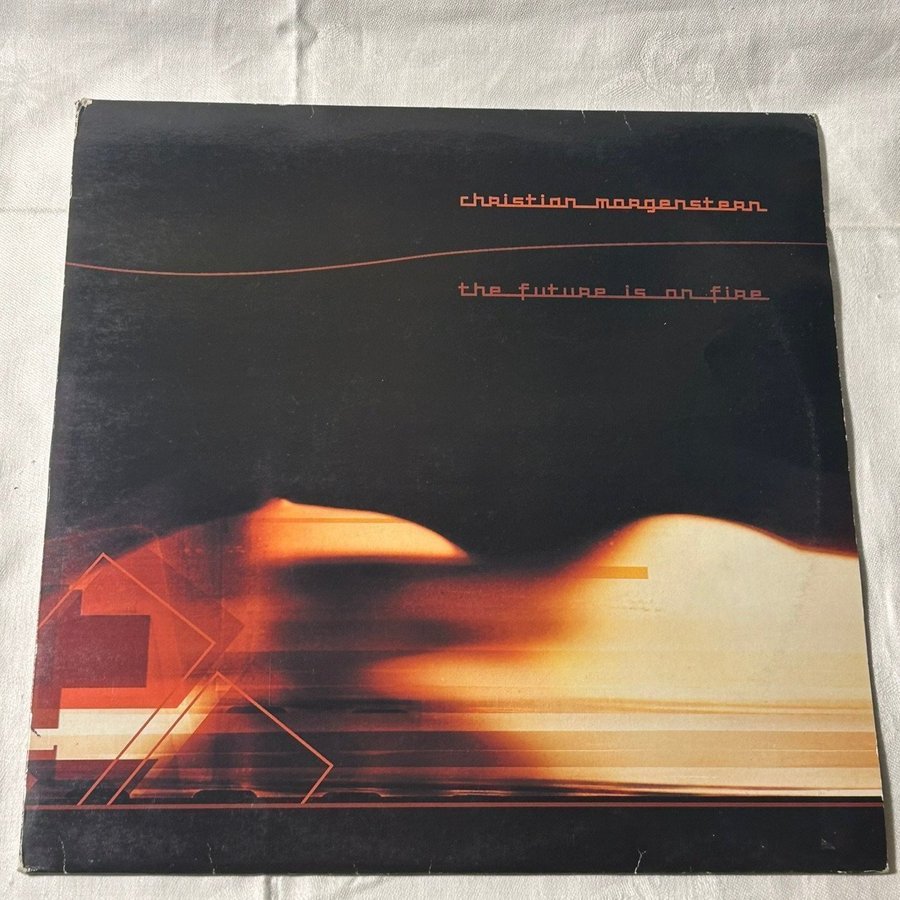 christian morgenstern
the future is on fire